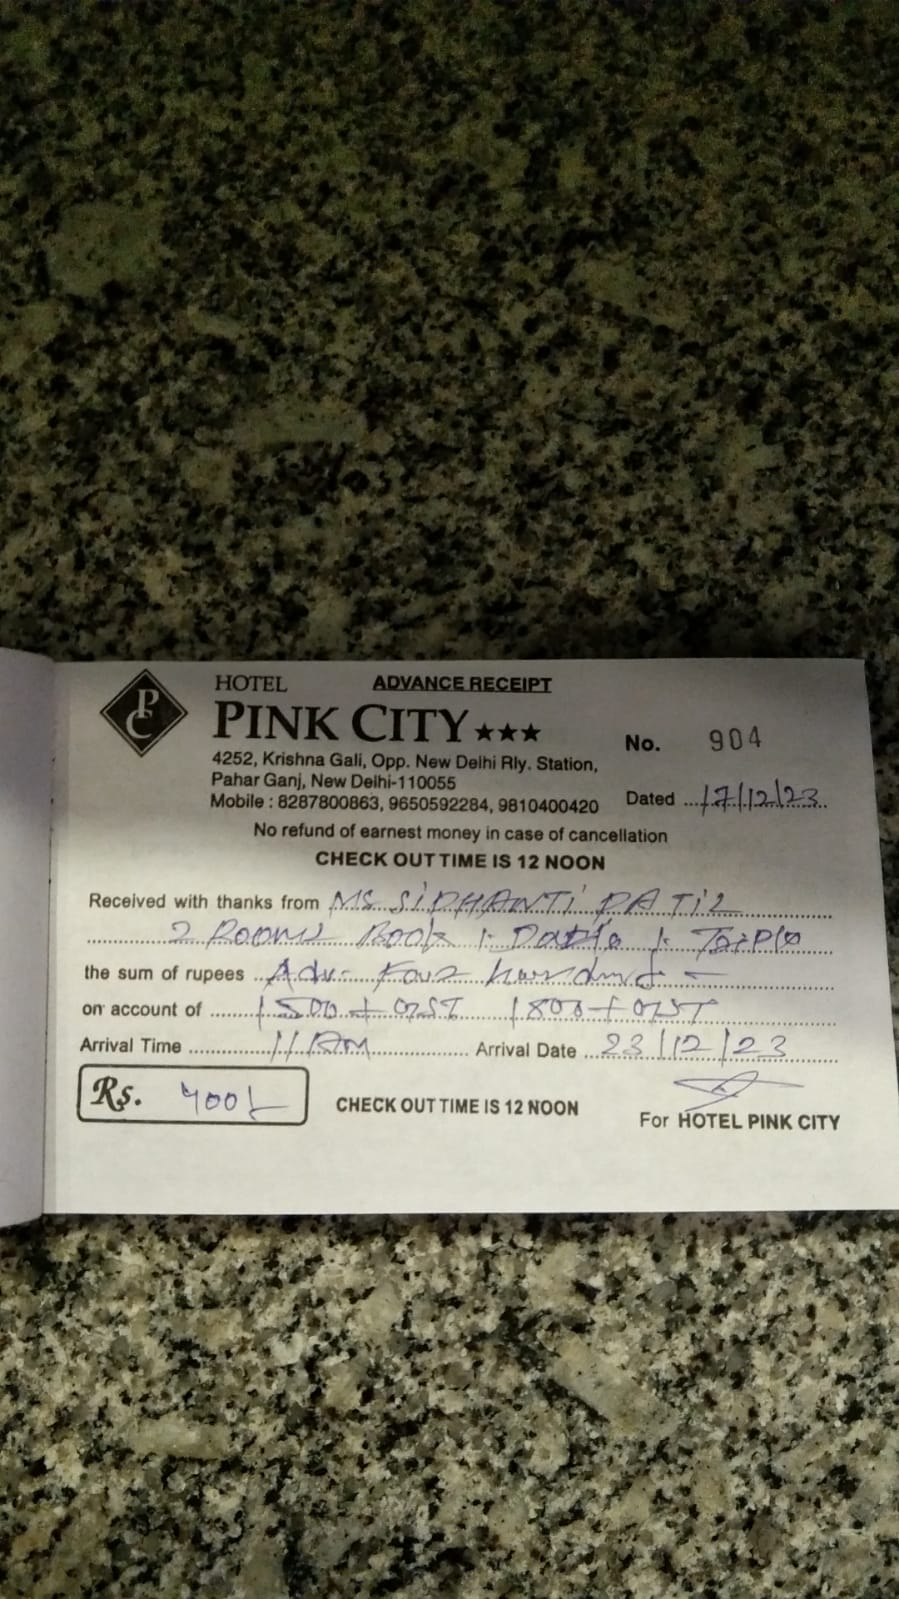 PC
HOTEL ADVANCE RECEIPT
PINK CITY ★★★
No. 904
4252, Krishna Gali, Opp. New Delhi Rly. Station,
Pahar Ganj, New Delhi-110055
Mobile : 8287800863, 9650592284, 9810400420
Dated 17/12/23
No refund of earnest money in case of cancellation
CHECK OUT TIME IS 12 NOON
Received with thanks from MS SIDHANTI PATIL
2 Rooms Book 1. 1.
the sum of rupees Adv. Four hundred
on account of 1500 + GST 1800 + GST
Arrival Time 11 AM Arrival Date 23/12/23
Rs. 400/- CHECK OUT TIME IS 12 NOON
For HOTEL PINK CITY